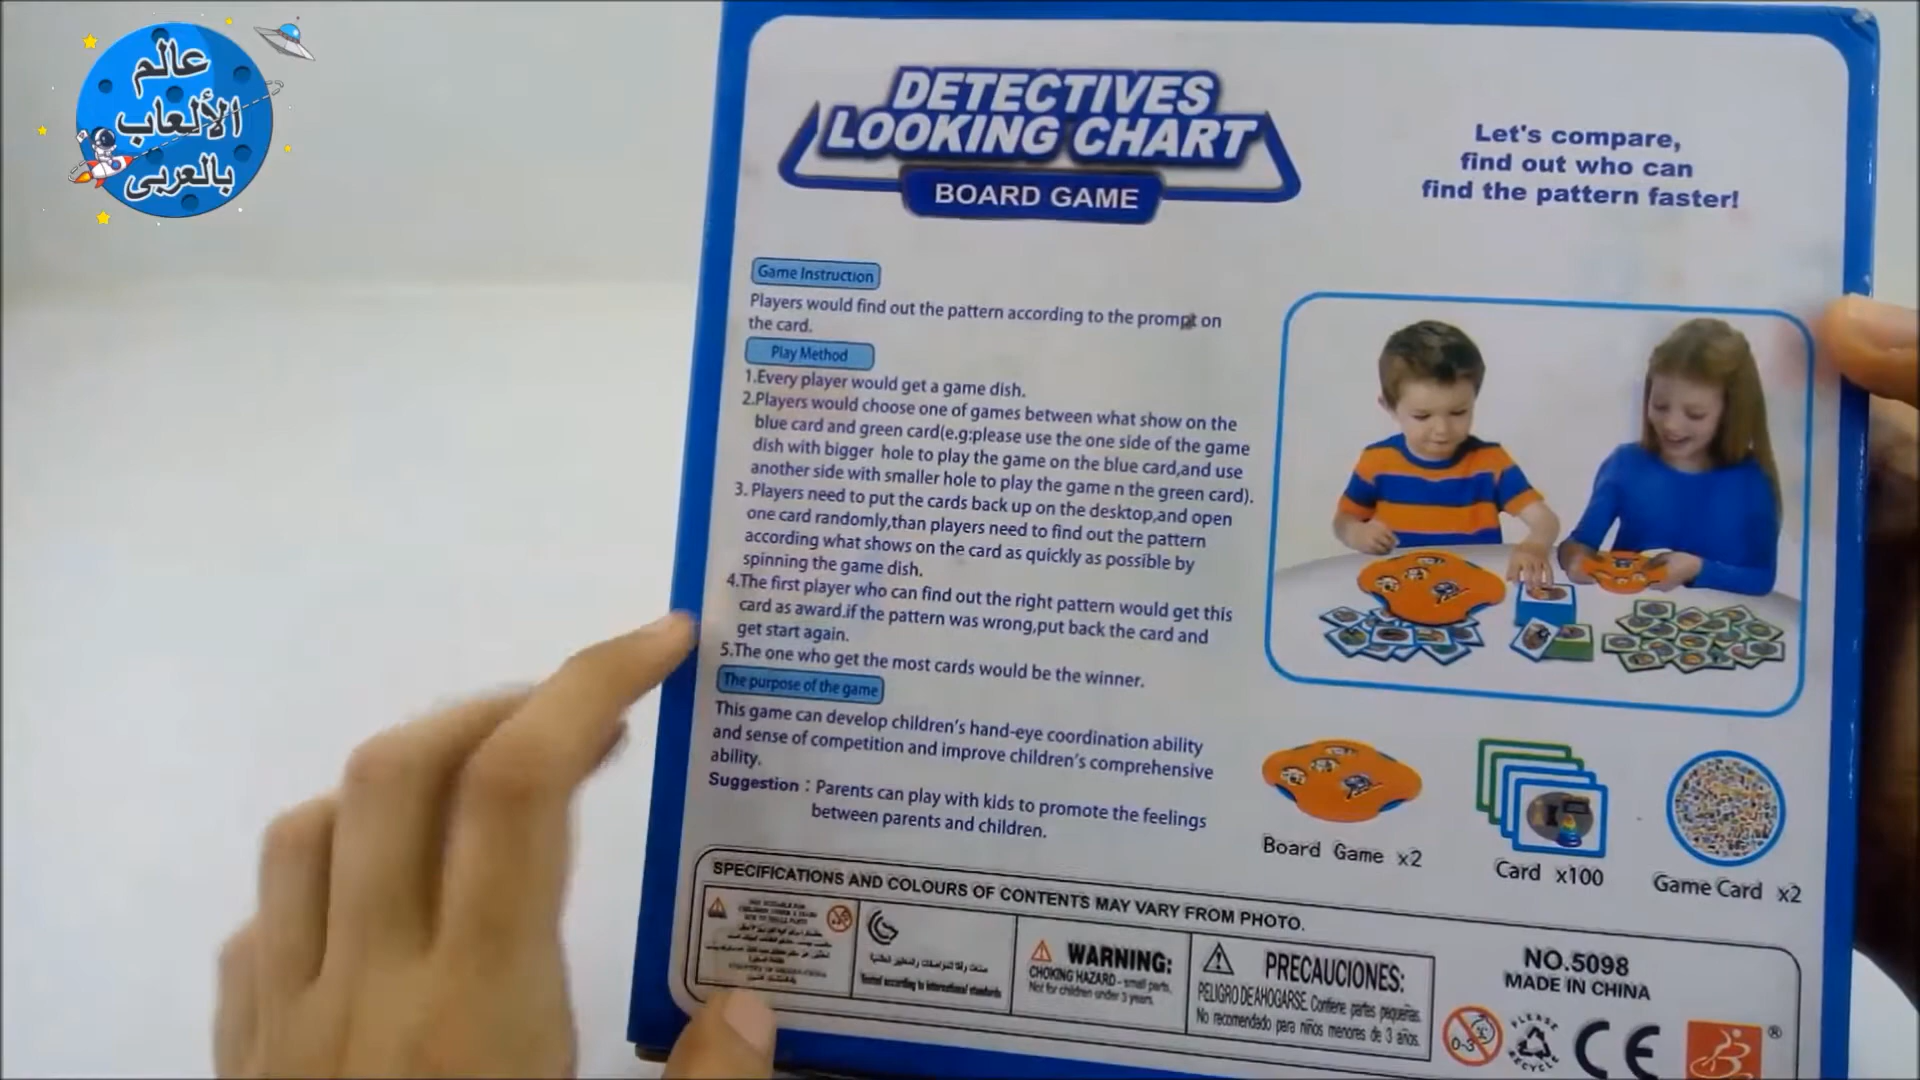 عالم
الألعاب
بالعربى
DETECTIVES
LOOKING CHART
BOARD GAME
Let's compare,
find out who can
find the pattern faster!
Game Instruction
Players would find out the pattern according to the prompt on
the card.
Play Method
1.Every player would get a game dish.
2.Players would choose one of games between what show on the
blue card and green card(e.g:please use the one side of the game
dish with bigger hole to play the game on the blue card,and use
another side with smaller hole to play the game n the green card).
3. Players need to put the cards back up on the desktop,and open
one card randomly,than players need to find out the pattern
according what shows on the card as quickly as possible by
spinning the game dish.
4.The first player who can find out the right pattern would get this
card as award.if the pattern was wrong,put back the card and
get start again.
5.The one who get the most cards would be the winner.
The purpose of the game
This game can develop children's hand-eye coordination ability
and sense of competition and improve children's comprehensive
ability.
Suggestion : Parents can play with kids to promote the feelings
between parents and children.
Board Game x2
Card x100
Game Card x2
SPECIFICATIONS AND COLOURS OF CONTENTS MAY VARY FROM PHOTO.
Tested according to international standards
WARNING:
CHOKING HAZARD - small parts.
Not for children under 3 years.
PRECAUCIONES:
PELIGRO DE AHOGARSE. Contiene partes pequeñas.
No recomendado para niños menores de 3 años.
NO.5098
MADE IN CHINA
0-3
PLEASE
RECYCLE
CE
®